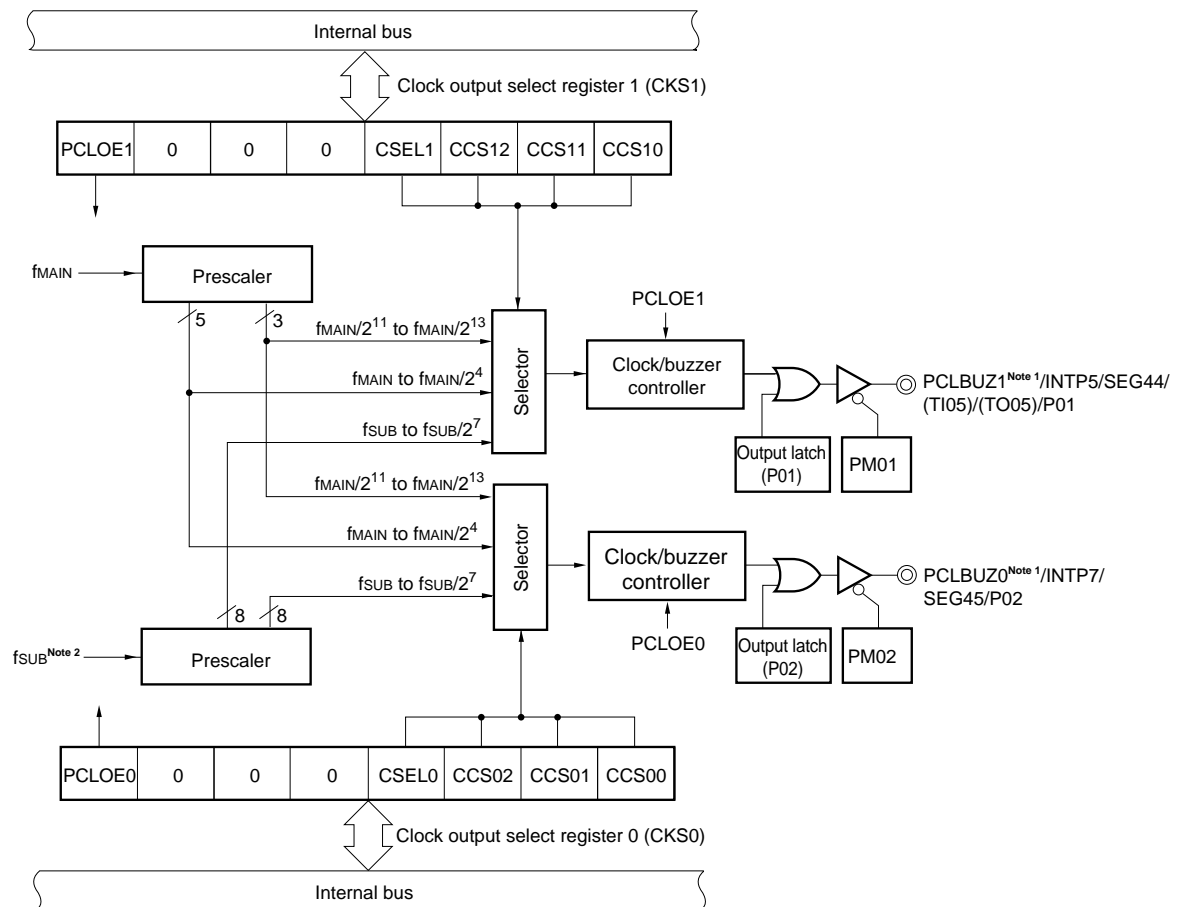 Internal bus
Clock output select register 1 (CKS1)
PCLOE1 0 0 0 CSEL1 CCS12 CCS11 CCS10
fMAIN
Prescaler
5 3
PCLOE1
fMAIN/2^11 to fMAIN/2^13
fMAIN to fMAIN/2^4
fSUB to fSUB/2^7
Selector
Clock/buzzer
controller
PCLBUZ1^Note 1/INTP5/SEG44/
(TI05)/(TO05)/P01
Output latch
(P01)
PM01
fMAIN/2^11 to fMAIN/2^13
fMAIN to fMAIN/2^4
fSUB to fSUB/2^7
Selector
Clock/buzzer
controller
PCLOE0
PCLBUZ0^Note 1/INTP7/
SEG45/P02
Output latch
(P02)
PM02
8 8
fSUB^Note 2
Prescaler
PCLOE0 0 0 0 CSEL0 CCS02 CCS01 CCS00
Clock output select register 0 (CKS0)
Internal bus